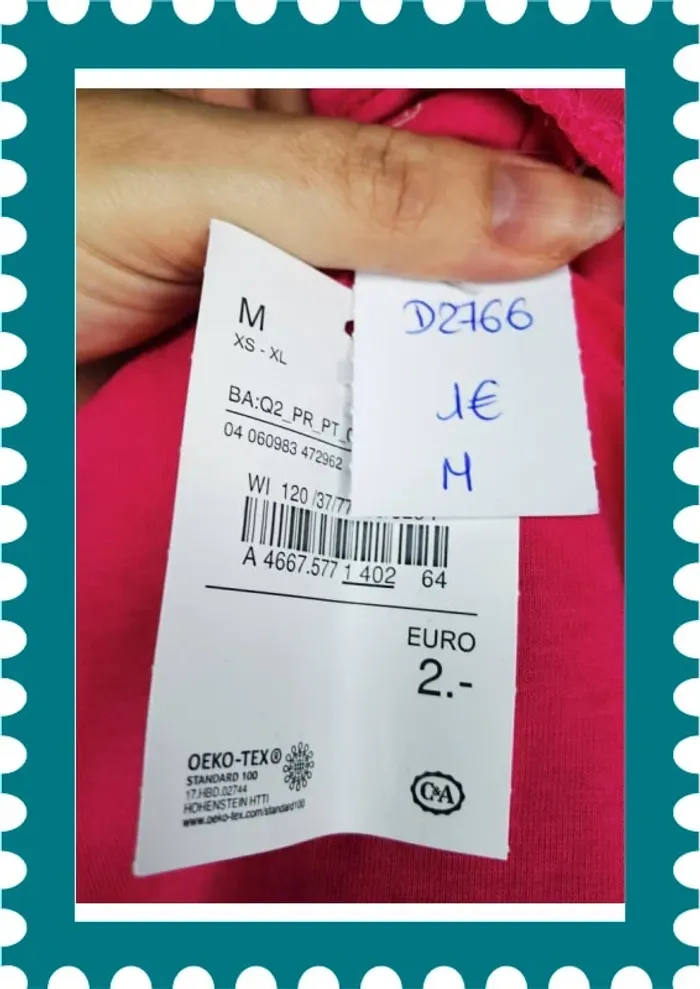 D2766
1€
M
M
XS - XL
BA:Q2_PR_PT_
04 060983 472962
WI 120 /37/77
A 4667.577 1 402 64
EURO
2.-
OEKO-TEX®
STANDARD 100
17.HBD.02744
HOHENSTEIN HTTI
www.oeko-tex.com/standard100
C&A